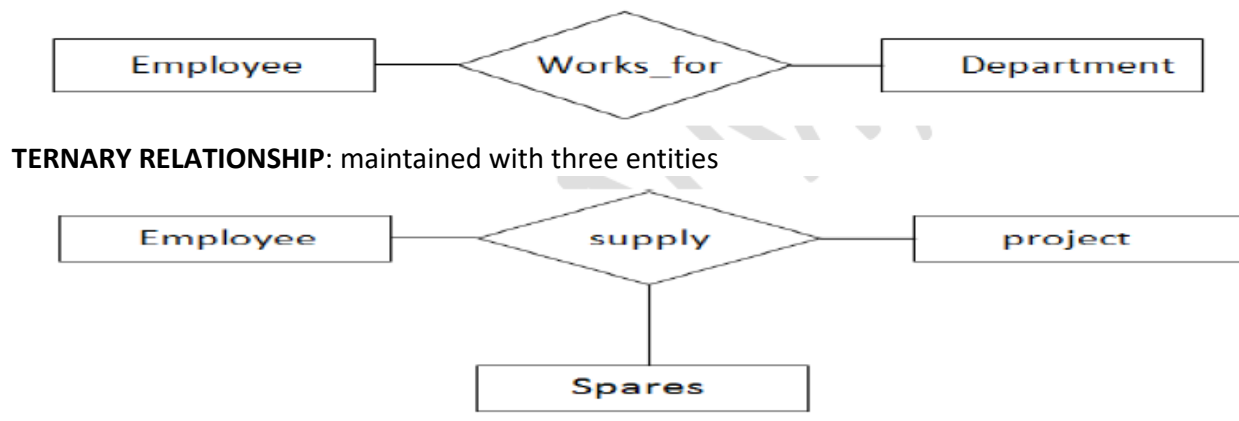 Employee Works_for Department
TERNARY RELATIONSHIP: maintained with three entities
Employee supply project
Spares